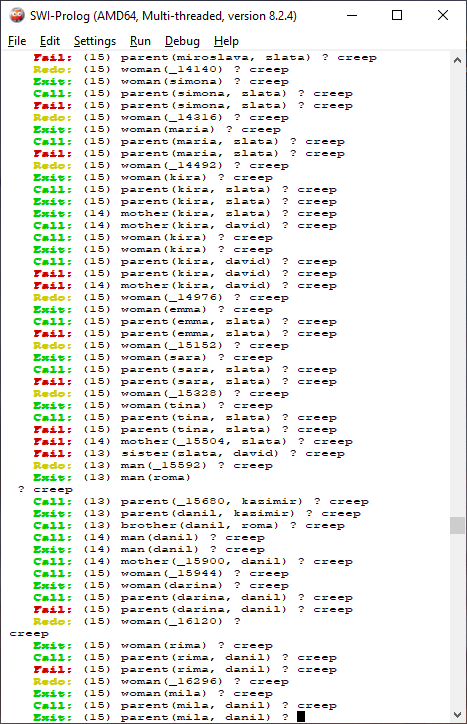 SWI-Prolog (AMD64, Multi-threaded, version 8.2.4)
File Edit Settings Run Debug Help
Fail: (15) parent(miroslava, zlata) ? creep
Redo: (15) woman(_14140) ? creep
Exit: (15) woman(simona) ? creep
Call: (15) parent(simona, zlata) ? creep
Fail: (15) parent(simona, zlata) ? creep
Redo: (15) woman(_14316) ? creep
Exit: (15) woman(maria) ? creep
Call: (15) parent(maria, zlata) ? creep
Fail: (15) parent(maria, zlata) ? creep
Redo: (15) woman(_14492) ? creep
Exit: (15) woman(kira) ? creep
Call: (15) parent(kira, zlata) ? creep
Exit: (15) parent(kira, zlata) ? creep
Exit: (14) mother(kira, zlata) ? creep
Call: (14) mother(kira, david) ? creep
Call: (15) woman(kira) ? creep
Exit: (15) woman(kira) ? creep
Call: (15) parent(kira, david) ? creep
Fail: (15) parent(kira, david) ? creep
Fail: (14) mother(kira, david) ? creep
Redo: (15) woman(_14976) ? creep
Exit: (15) woman(emma) ? creep
Call: (15) parent(emma, zlata) ? creep
Fail: (15) parent(emma, zlata) ? creep
Redo: (15) woman(_15152) ? creep
Exit: (15) woman(sara) ? creep
Call: (15) parent(sara, zlata) ? creep
Fail: (15) parent(sara, zlata) ? creep
Redo: (15) woman(_15328) ? creep
Exit: (15) woman(tina) ? creep
Call: (15) parent(tina, zlata) ? creep
Fail: (15) parent(tina, zlata) ? creep
Fail: (14) mother(_15504, zlata) ? creep
Fail: (13) sister(zlata, david) ? creep
Redo: (13) man(_15592) ? creep
Exit: (13) man(roma)
? creep
Call: (13) parent(_15680, kazimir) ? creep
Exit: (13) parent(danil, kazimir) ? creep
Call: (13) brother(danil, roma) ? creep
Call: (14) man(danil) ? creep
Exit: (14) man(danil) ? creep
Call: (14) mother(_15900, danil) ? creep
Call: (15) woman(_15944) ? creep
Exit: (15) woman(darina) ? creep
Call: (15) parent(darina, danil) ? creep
Fail: (15) parent(darina, danil) ? creep
Redo: (15) woman(_16120) ?
creep
Exit: (15) woman(rima) ? creep
Call: (15) parent(rima, danil) ? creep
Fail: (15) parent(rima, danil) ? creep
Redo: (15) woman(_16296) ? creep
Exit: (15) woman(mila) ? creep
Call: (15) parent(mila, danil) ? creep
Exit: (15) parent(mila, danil) ?